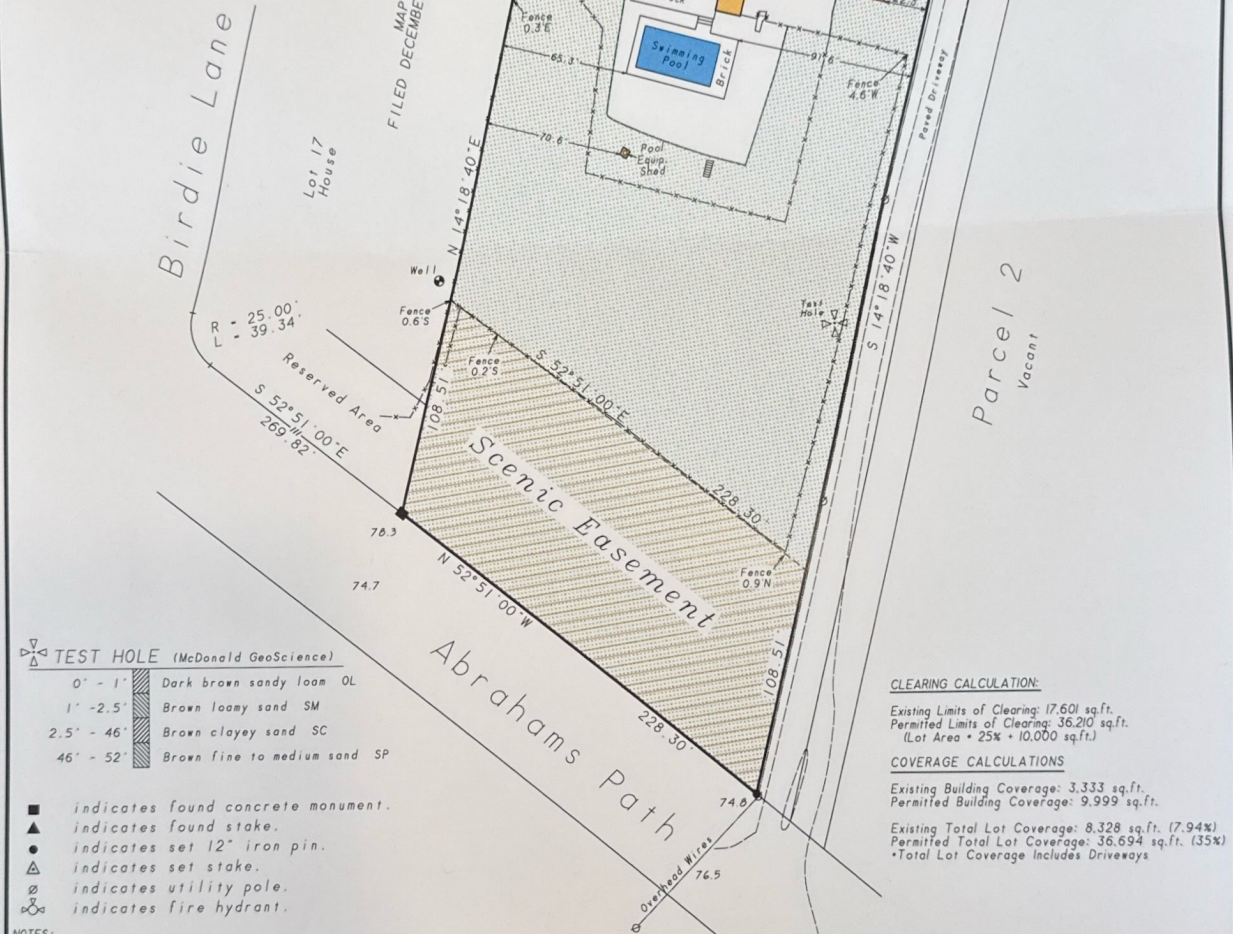 Birdie Lane
MAP
FILED DECEMBE
Lot 17
House
Fence
0.3'E
65.3'
Swimming
Pool
Brick
91.6'
Fence
4.6'W
Paved Driveway
70.6'
Pool
Equip.
Shed
N 14°18'40"E
Well
Fence
0.6'S
R - 25.00'
L - 39.34'
Reserved Area
108.51'
Fence
0.2'S
S 52°51'00"E
Test
Hole
S 14°18'40"W
Parcel 2
Vacant
S 52°51'00"E
269.82'
228.30'
Scenic Easement
Fence
0.9'N
76.3
74.7
N 52°51'00"W
108.51'
Abrahams Path
228.30'
74.8
Overhead Wires
76.5
TEST HOLE (McDonald GeoScience)
0' - 1' Dark brown sandy loam OL
1' -2.5' Brown loamy sand SM
2.5' - 46' Brown clayey sand SC
46' - 52' Brown fine to medium sand SP
indicates found concrete monument.
indicates found stake.
indicates set 12" iron pin.
indicates set stake.
indicates utility pole.
indicates fire hydrant.
NOTES:
CLEARING CALCULATION:
Existing Limits of Clearing: 17,601 sq.ft.
Permitted Limits of Clearing: 36,210 sq.ft.
(Lot Area * 25% + 10,000 sq.ft.)
COVERAGE CALCULATIONS
Existing Building Coverage: 3,333 sq.ft.
Permitted Building Coverage: 9,999 sq.ft.
Existing Total Lot Coverage: 8,328 sq.ft. (7.94%)
Permitted Total Lot Coverage: 36,694 sq.ft. (35%)
*Total Lot Coverage Includes Driveways